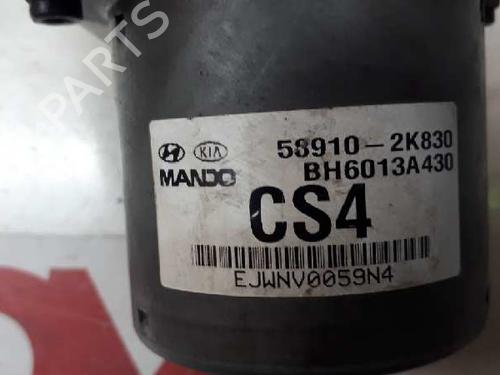 PARTS
KIA 58910-2K830
MANDO BH6013A430
CS4
EJWNV0059N4